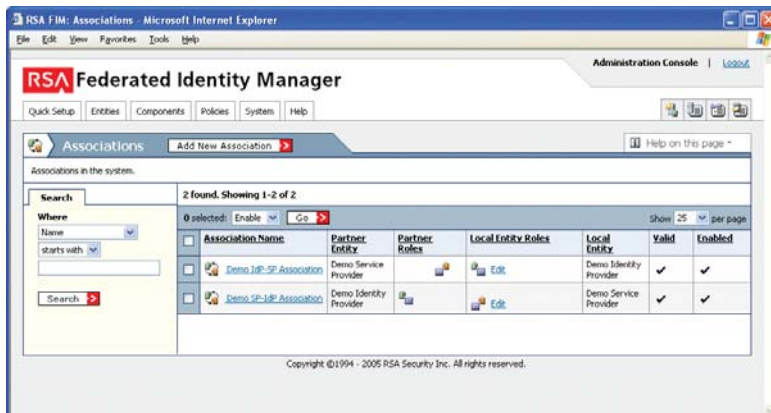 RSA FIM: Associations - Microsoft Internet Explorer
File Edit View Favorites Tools Help
Administration Console | Logout
RSA Federated Identity Manager
Quick Setup Entities Components Policies System Help
Associations Add New Association Help on this page
Associations in the system.
Search
Where
Name
starts with
Search
2 found. Showing 1-2 of 2
0 selected: Enable Go Show 25 per page
Association Name Partner Entity Partner Roles Local Entity Roles Local Entity Valid Enabled
Demo IdP-SP Association Demo Service Provider Edit Demo Identity Provider
Demo SP-IdP Association Demo Identity Provider Edit Demo Service Provider
Copyright ©1994 - 2005 RSA Security Inc. All rights reserved.